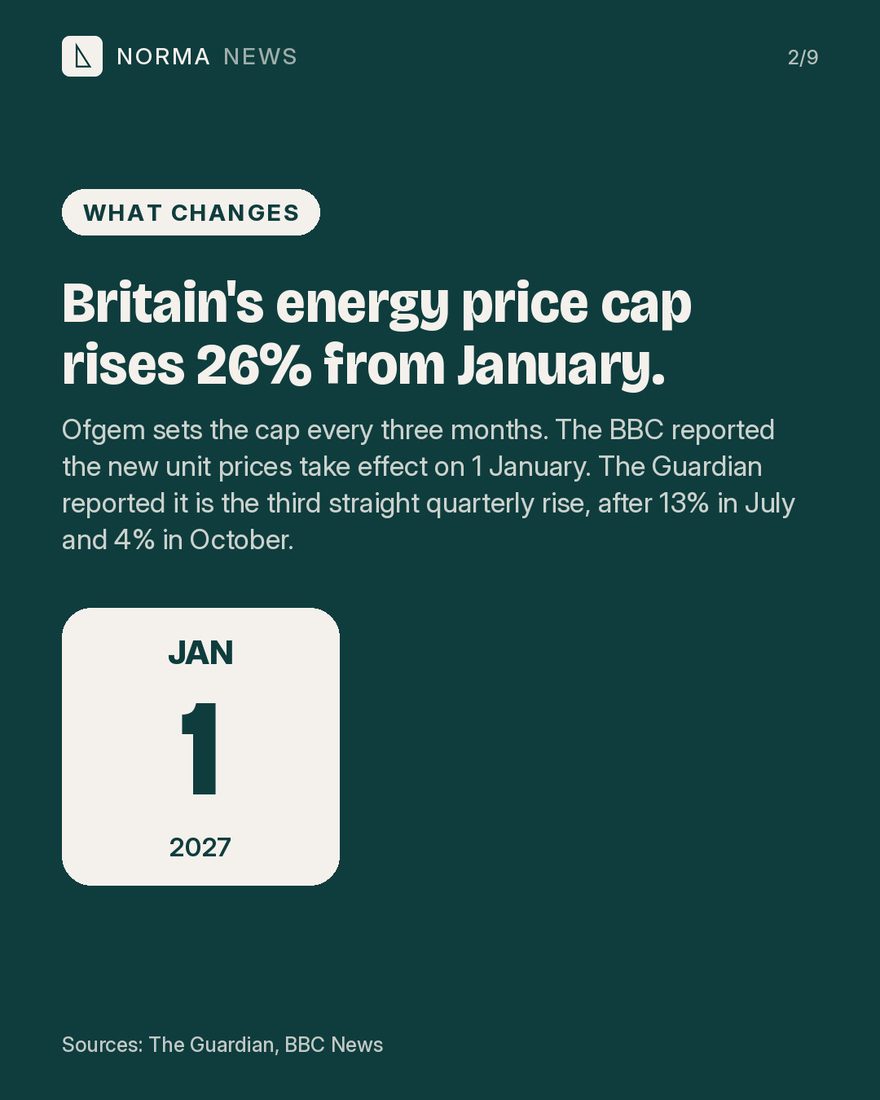 NORMA NEWS
2/9
WHAT CHANGES
Britain's energy price cap
rises 26% from January.
Ofgem sets the cap every three months. The BBC reported
the new unit prices take effect on 1 January. The Guardian
reported it is the third straight quarterly rise, after 13% in July
and 4% in October.
JAN
1
2027
Sources: The Guardian, BBC News